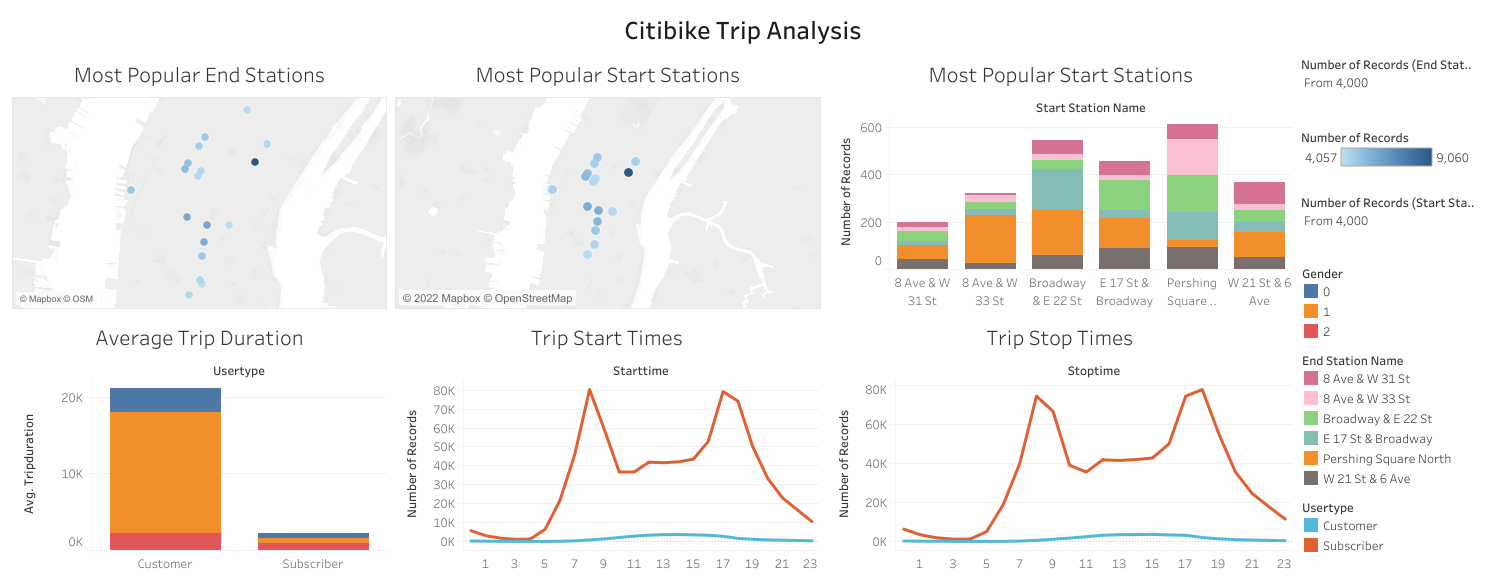 Citibike Trip Analysis
Most Popular End Stations
© Mapbox © OSM
Most Popular Start Stations
© 2022 Mapbox © OpenStreetMap
Most Popular Start Stations
Start Station Name
Number of Records
600
400
200
0
8 Ave & W
31 St
8 Ave & W
33 St
Broadway
& E 22 St
E 17 St &
Broadway
Pershing
Square ..
W 21 St & 6
Ave
Number of Records (End Stat..
From 4,000
Number of Records
4,057 9,060
Number of Records (Start Sta..
From 4,000
Gender
0
1
2
End Station Name
8 Ave & W 31 St
8 Ave & W 33 St
Broadway & E 22 St
E 17 St & Broadway
Pershing Square North
W 21 St & 6 Ave
Usertype
Customer
Subscriber
Average Trip Duration
Usertype
Avg. Tripduration
20K
10K
0K
Customer Subscriber
Trip Start Times
Starttime
Number of Records
80K
70K
60K
50K
40K
30K
20K
10K
0K
1 3 5 7 9 11 13 15 17 19 21 23
Trip Stop Times
Stoptime
Number of Records
80K
60K
40K
20K
0K
1 3 5 7 9 11 13 15 17 19 21 23